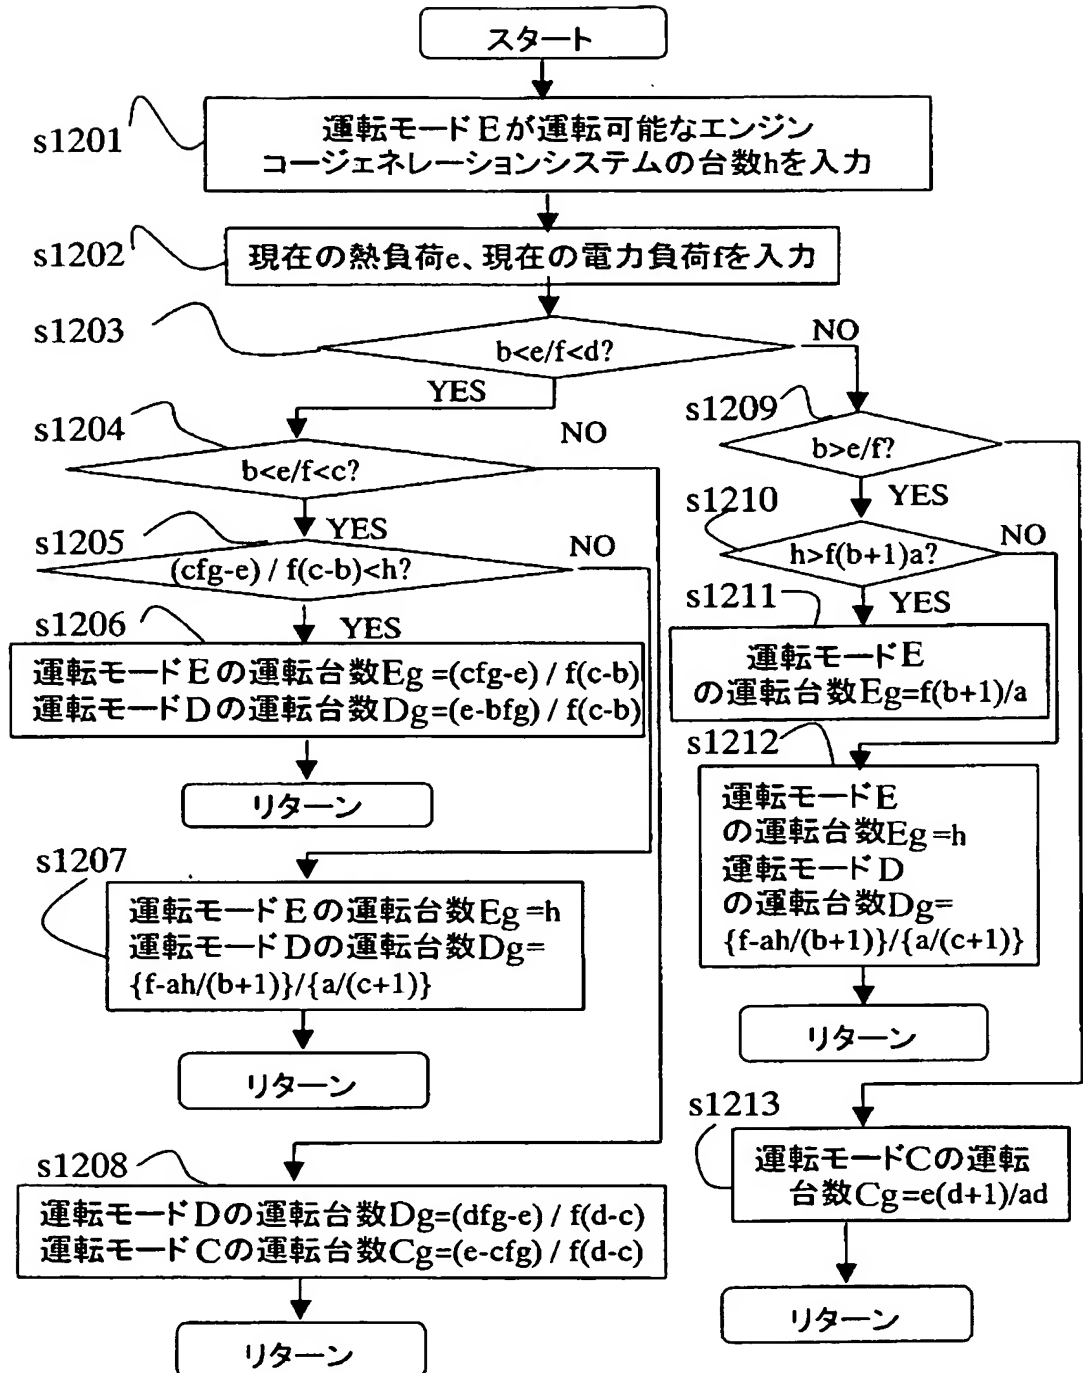 スタート
s1201
運転モードEが運転可能なエンジン
コージェネレーションシステムの台数hを入力
s1202
現在の熱負荷e、現在の電力負荷fを入力
s1203
b<e/f<d?
NO
YES
s1204
b<e/f<c?
NO
YES
s1205
(cfg-e) / f(c-b)<h?
NO
YES
s1206
運転モードEの運転台数Eg=(cfg-e) / f(c-b)
運転モードDの運転台数Dg=(e-bfg) / f(c-b)
リターン
s1207
運転モードEの運転台数Eg=h
運転モードDの運転台数Dg=
{f-ah/(b+1)}/{a/(c+1)}
リターン
s1208
運転モードDの運転台数Dg=(dfg-e) / f(d-c)
運転モードCの運転台数Cg=(e-cfg) / f(d-c)
リターン
s1209
b>e/f?
YES
s1210
h>f(b+1)a?
NO
YES
s1211
運転モードE
の運転台数Eg=f(b+1)/a
s1212
運転モードE
の運転台数Eg=h
運転モードD
の運転台数Dg=
{f-ah/(b+1)}/{a/(c+1)}
リターン
s1213
運転モードCの運転
台数Cg=e(d+1)/ad
リターン